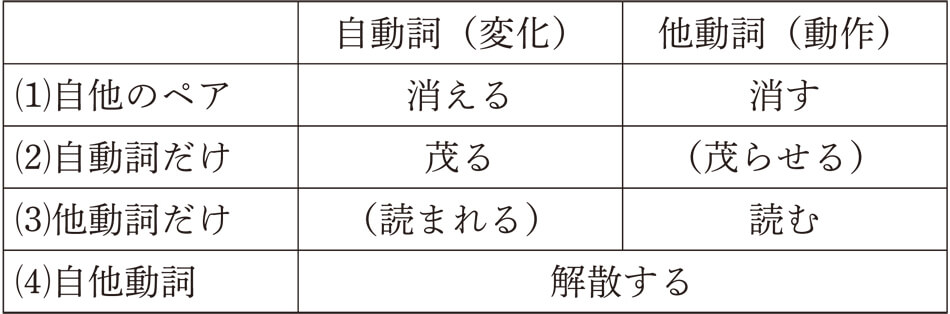 自動詞（変化） 他動詞（動作）
⑴自他のペア 消える 消す
⑵自動詞だけ 茂る （茂らせる）
⑶他動詞だけ （読まれる） 読む
⑷自他動詞 解散する